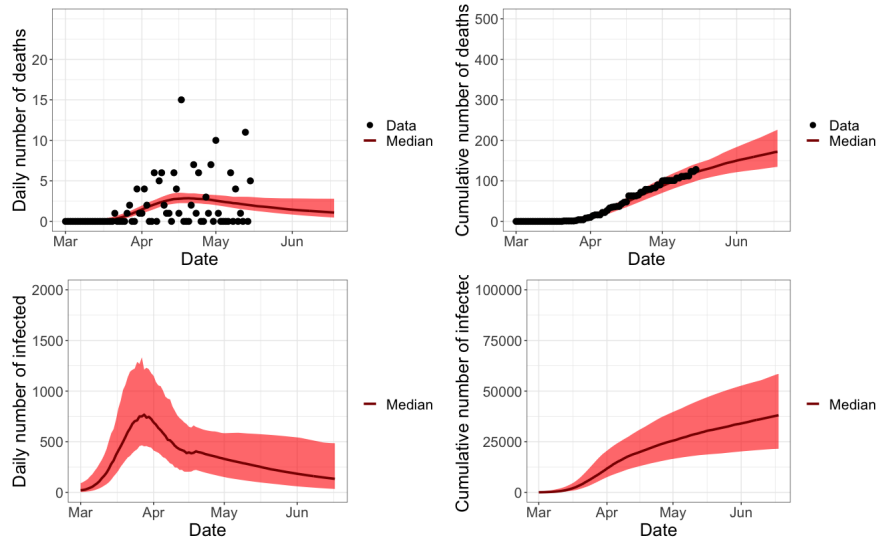 Daily number of deaths
25
20
15
10
5
0
Mar
Apr
May
Jun
Date
Data
Median
Cumulative number of deaths
500
400
300
200
100
0
Mar
Apr
May
Jun
Date
Data
Median
Daily number of infected
2000
1500
1000
500
0
Mar
Apr
May
Jun
Date
Median
Cumulative number of infected
100000
75000
50000
25000
0
Mar
Apr
May
Jun
Date
Median